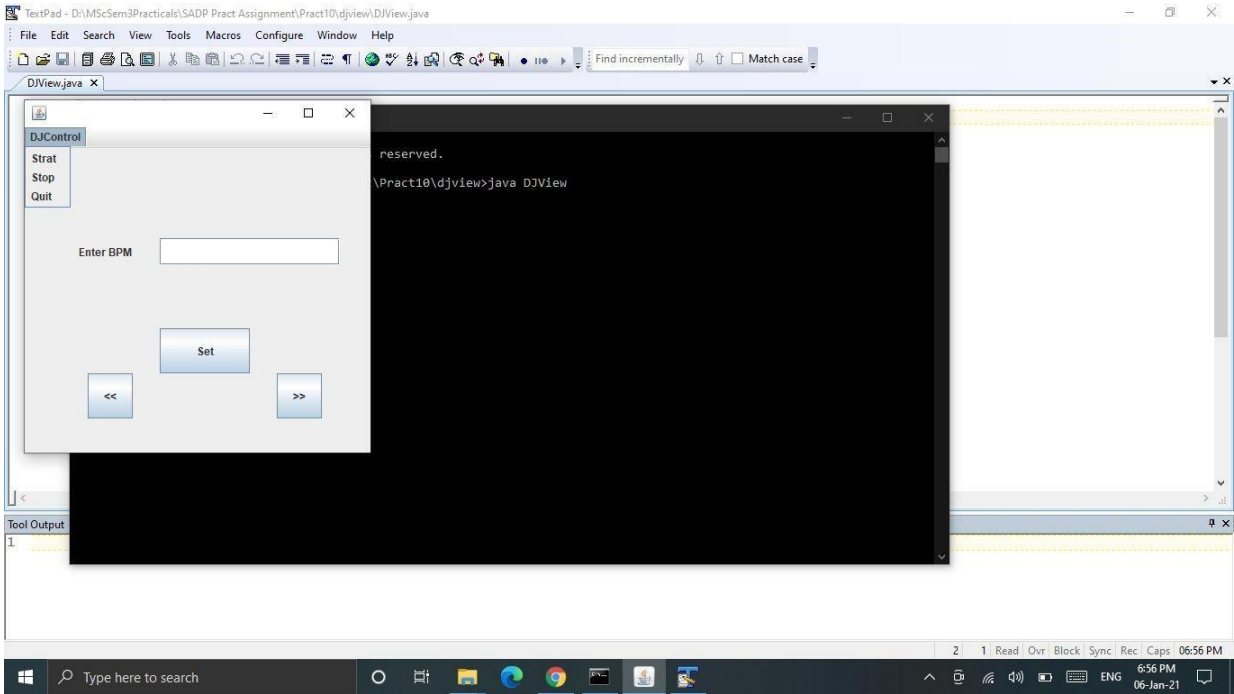 TextPad - D:\MScSem3Practicals\SADP Pract Assignment\Pract10\djview\DJView.java
File Edit Search View Tools Macros Configure Window Help
Find incrementally Match case
DJView.java
DJControl
Strat
Stop
Quit
reserved.
\Pract10\djview>java DJView
Enter BPM
Set
<< >>
Tool Output
1
2 1 Read Ovr Block Sync Rec Caps 06:56 PM
Type here to search
ENG
6:56 PM
06-Jan-21